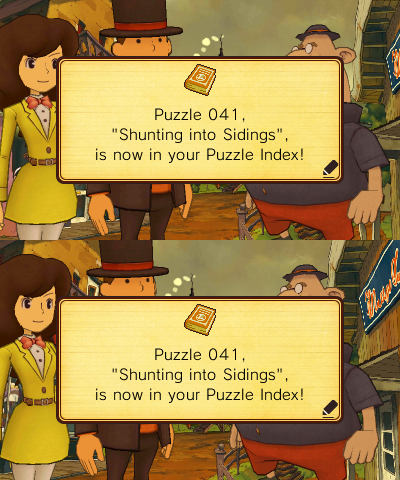 Puzzle 041,
"Shunting into Sidings",
is now in your Puzzle Index!
Puzzle 041,
"Shunting into Sidings",
is now in your Puzzle Index!